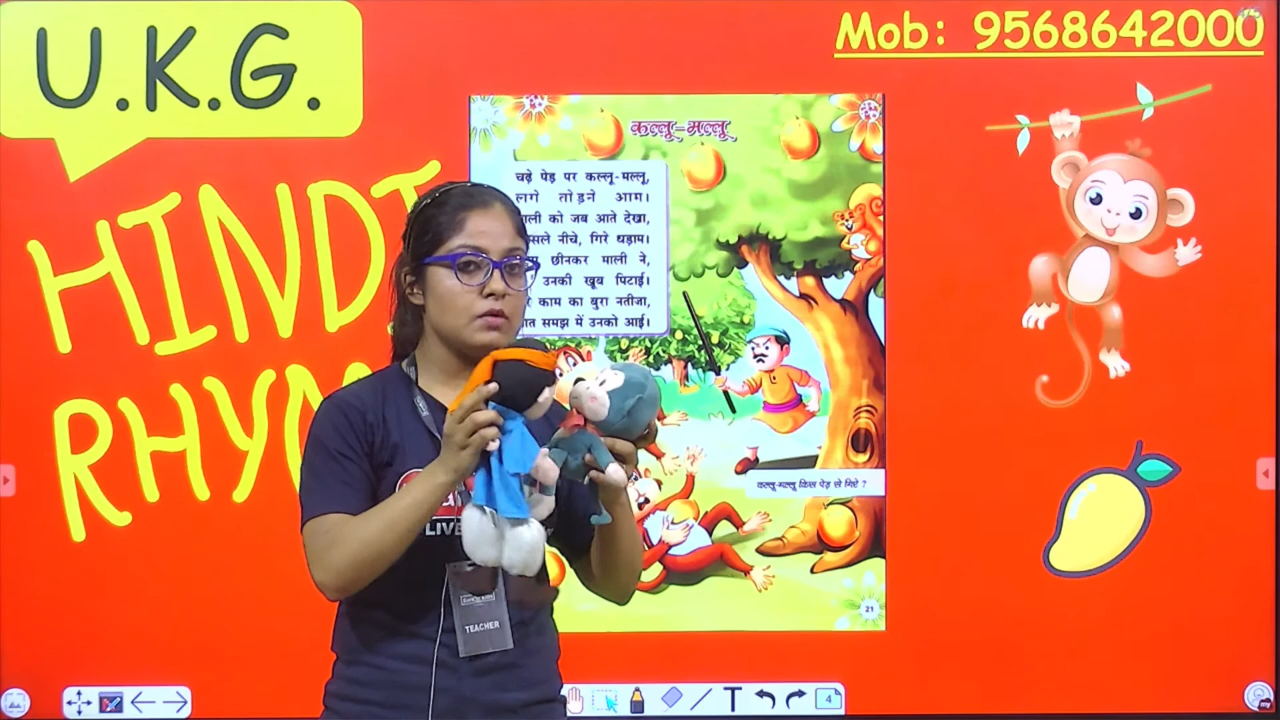 U.K.G.
Mob: 9568642000
HINDI
RHYM
कल्लू-मल्लू
चढ़े पेड़ पर कल्लू-मल्लू,
लगे तोड़ने आम।
को जब आते देखा,
नीचे, गिरे धड़ाम।
छीनकर माली ने,
उनकी खूब पिटाई।
काम का बुरा नतीजा,
समझ में उनको आई।
कल्लू-मल्लू किस पेड़ से गिरे ?
21
LIVE
TEACHER
T
4